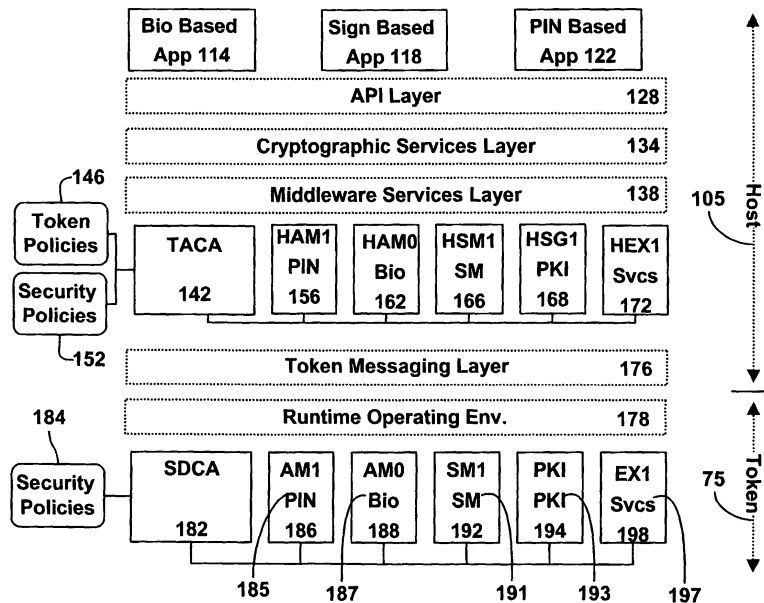 Bio Based
App 114
Sign Based
App 118
PIN Based
App 122
API Layer 128
Cryptographic Services Layer 134
Middleware Services Layer 138
146
Token
Policies
Security
Policies
152
TACA
142
HAM1
PIN
156
HAM0
Bio
162
HSM1
SM
166
HSG1
PKI
168
HEX1
Svcs
172
105
Host
Token Messaging Layer 176
Runtime Operating Env. 178
184
Security
Policies
SDCA
182
AM1
PIN
186
AM0
Bio
188
SM1
SM
192
PKI
PKI
194
EX1
Svcs
198
75
Token
185
187
191
193
197